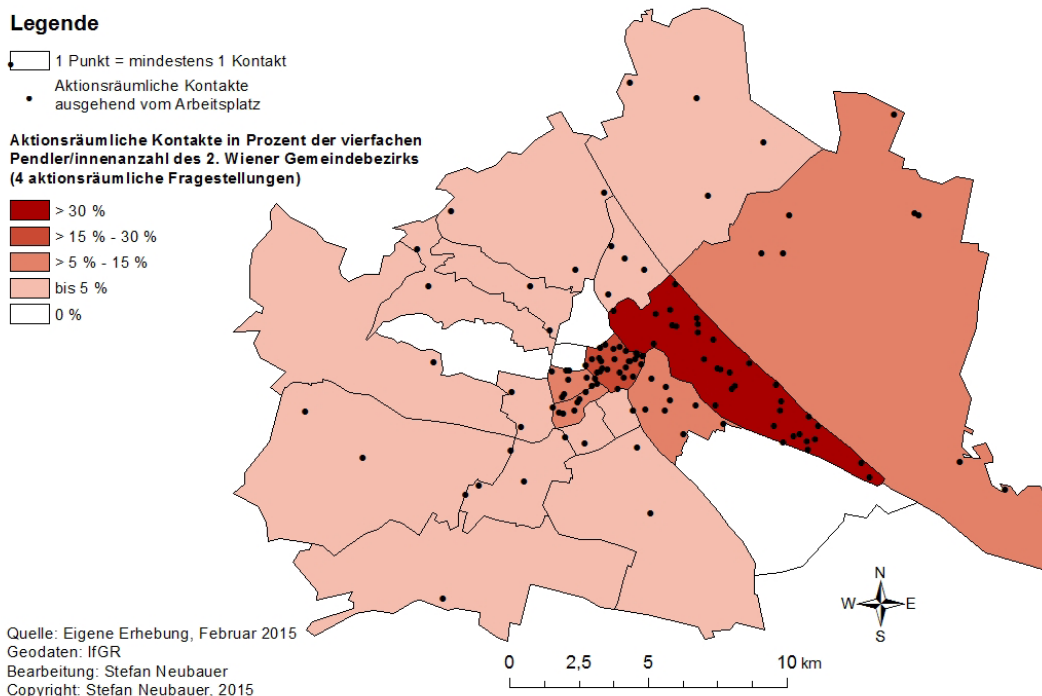 Legende
1 Punkt = mindestens 1 Kontakt
Aktionsräumliche Kontakte
ausgehend vom Arbeitsplatz
Aktionsräumliche Kontakte in Prozent der vierfachen
Pendler/innenanzahl des 2. Wiener Gemeindebezirks
(4 aktionsräumliche Fragestellungen)
> 30 %
> 15 % - 30 %
> 5 % - 15 %
bis 5 %
0 %
N
W E
S
Quelle: Eigene Erhebung, Februar 2015
Geodaten: IfGR
Bearbeitung: Stefan Neubauer
Copyright: Stefan Neubauer, 2015
0 2,5 5 10 km